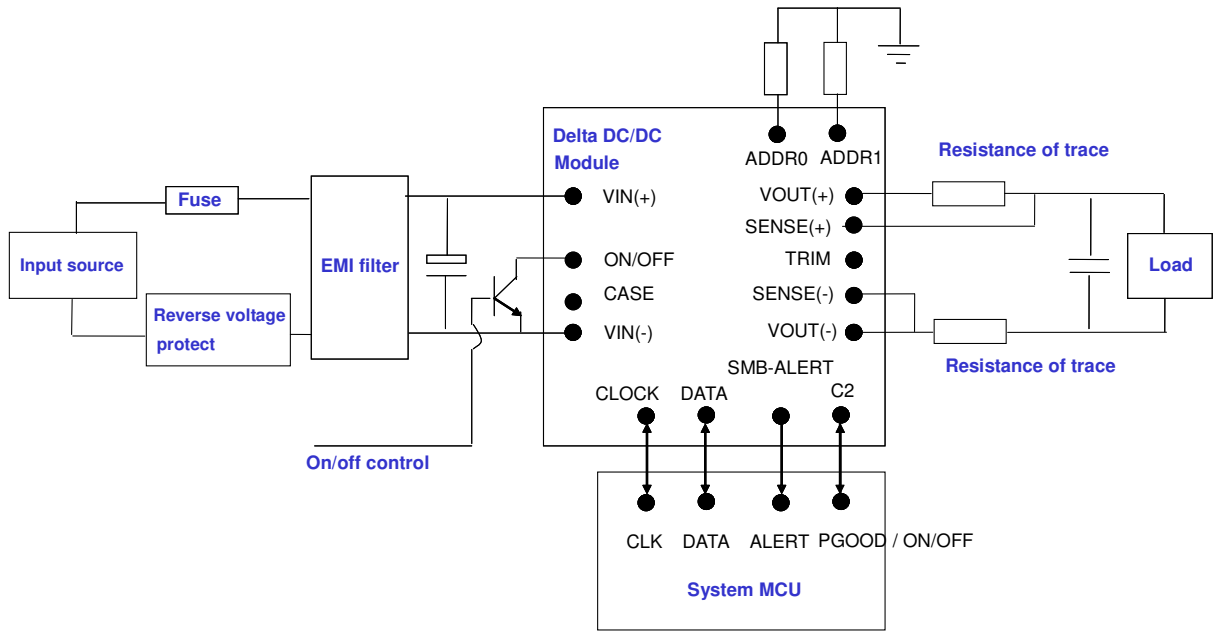 Delta DC/DC
Module
ADDR0 ADDR1
Resistance of trace
Fuse
VIN(+)
VOUT(+)
SENSE(+)
Input source
EMI filter
ON/OFF
TRIM
Load
CASE
SENSE(-)
Reverse voltage
protect
VIN(-)
VOUT(-)
SMB-ALERT
Resistance of trace
CLOCK DATA
C2
On/off control
CLK DATA ALERT PGOOD / ON/OFF
System MCU